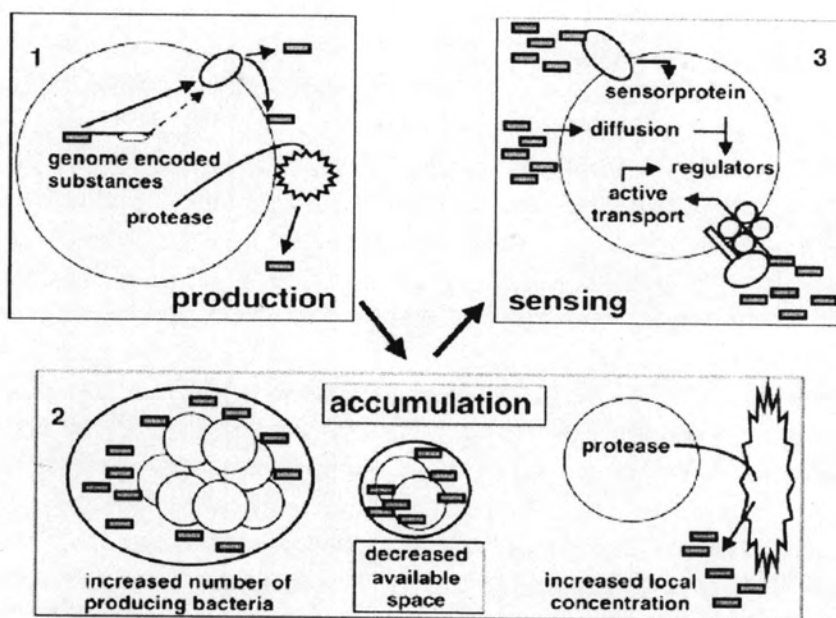 1
genome encoded
substances
protease
production
3
sensorprotein
diffusion
regulators
active
transport
sensing
2
accumulation
increased number of
producing bacteria
decreased
available
space
protease
increased local
concentration